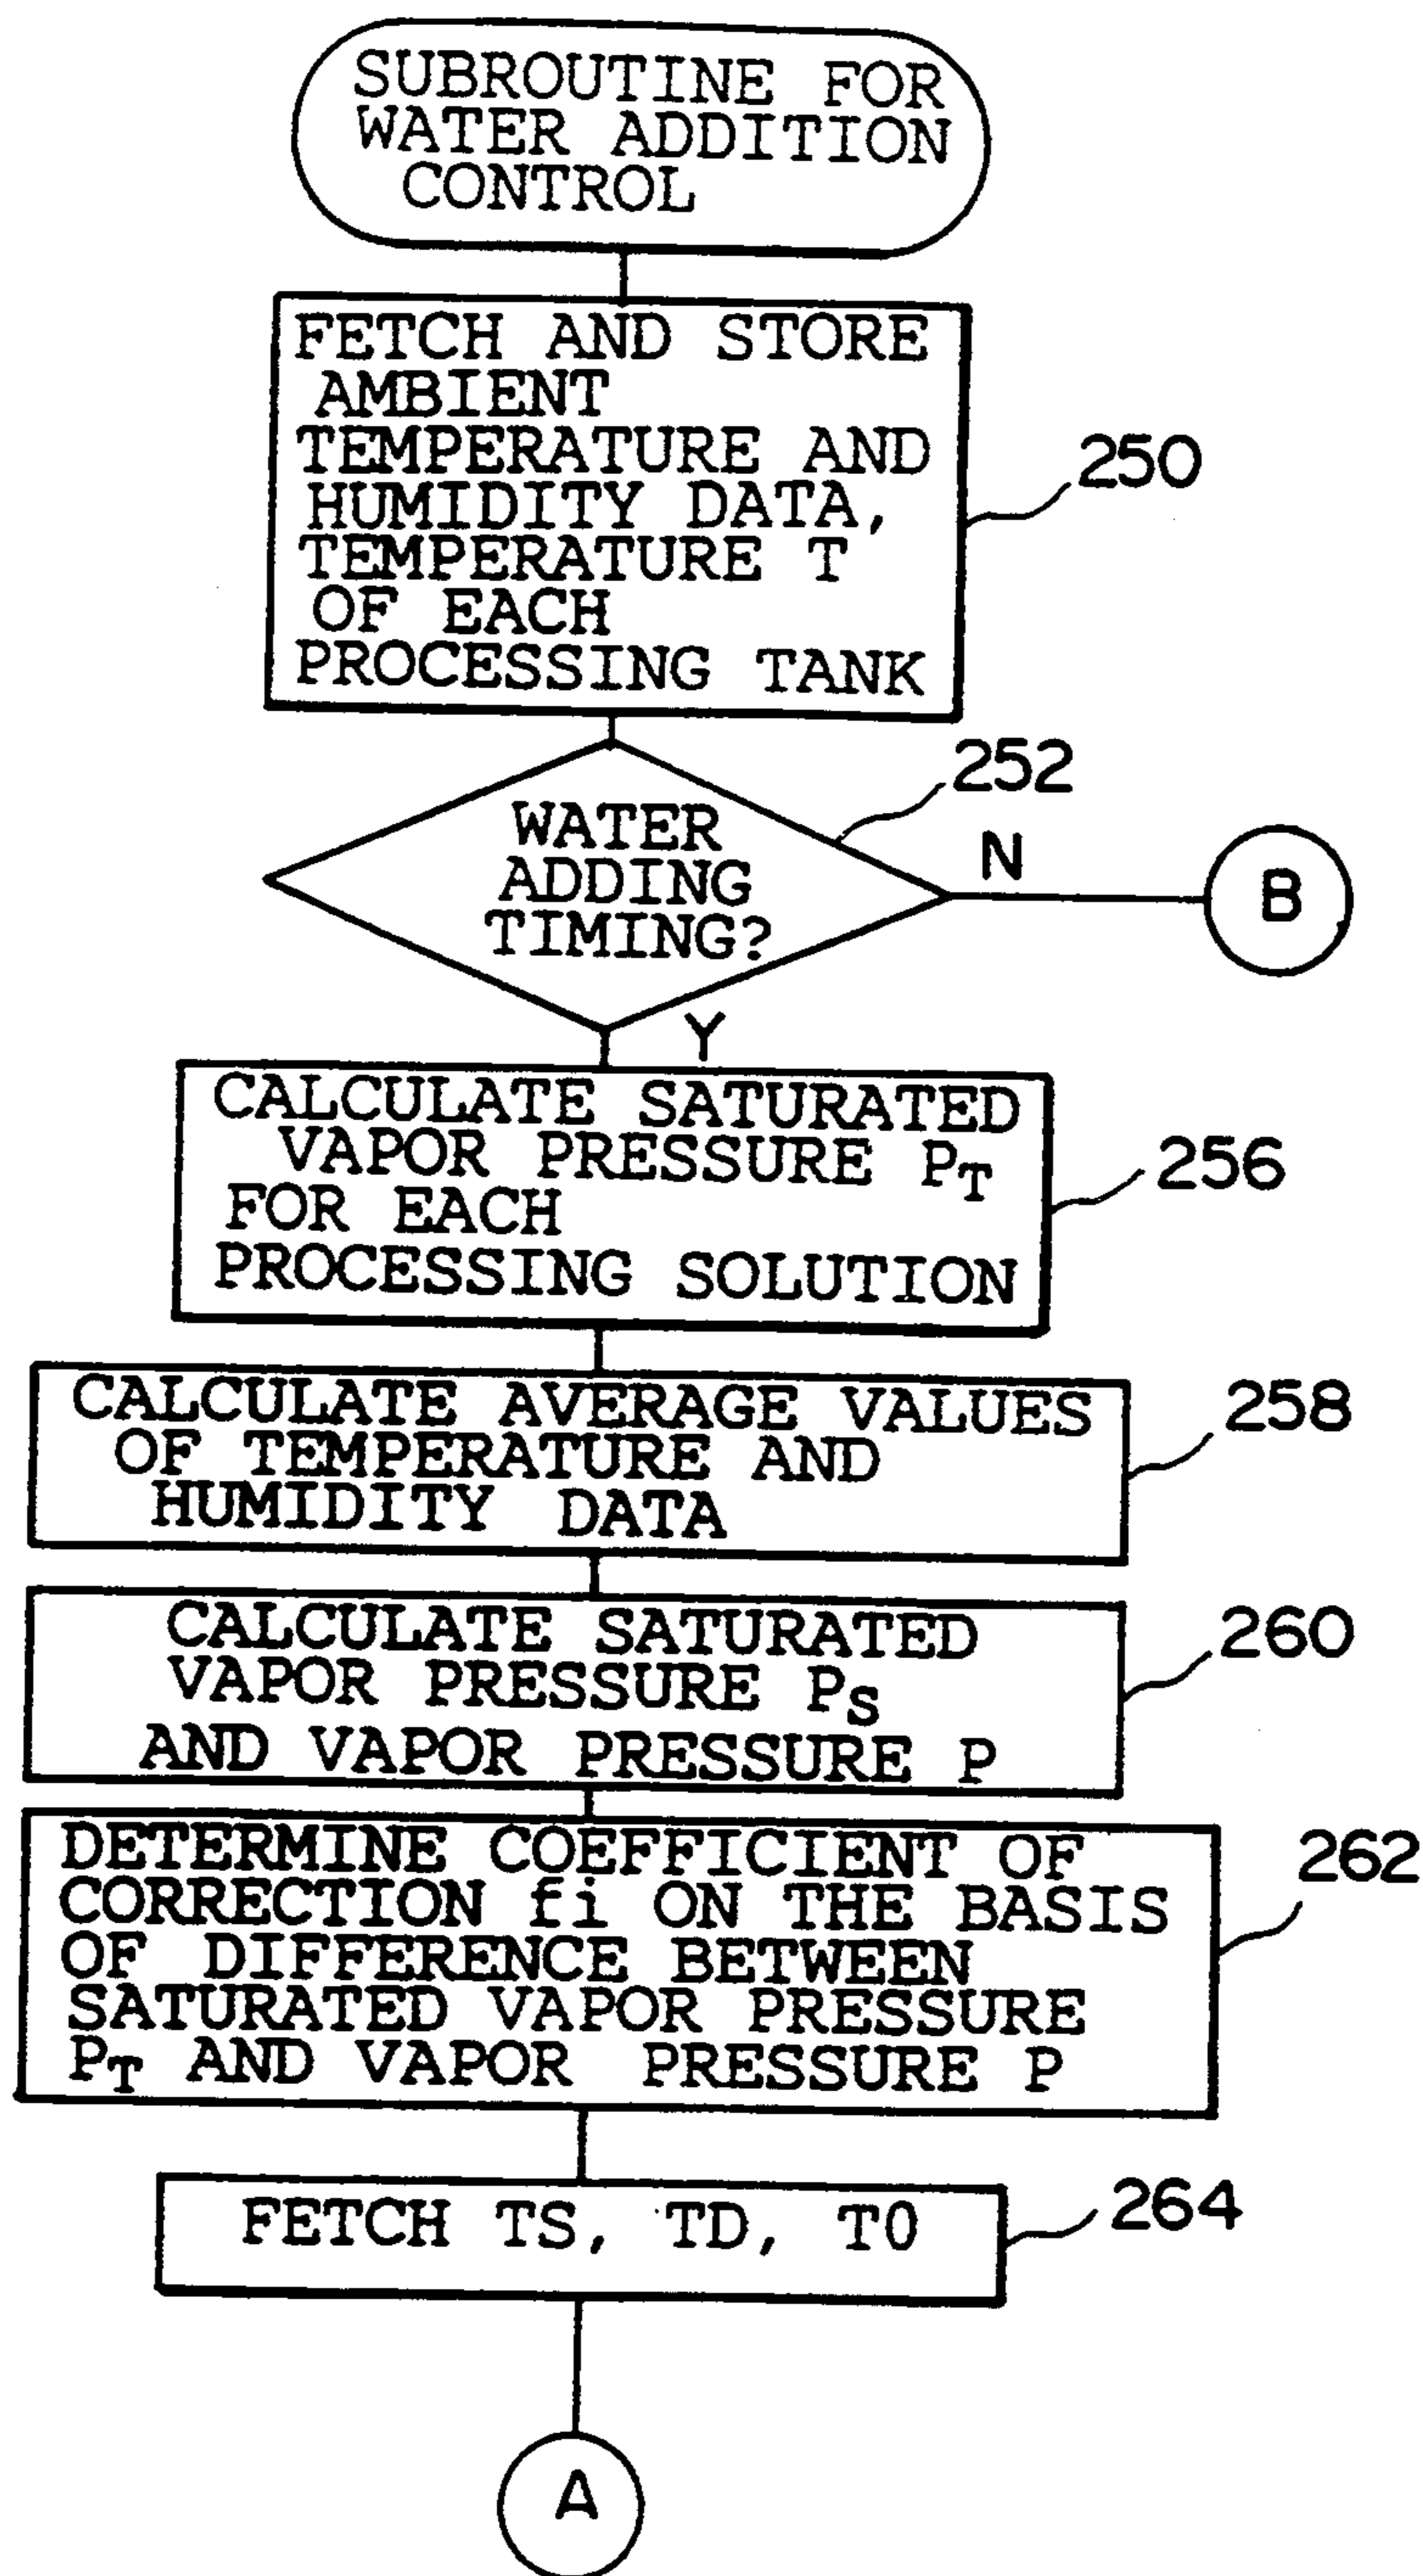 SUBROUTINE FOR
WATER ADDITION
CONTROL
FETCH AND STORE
AMBIENT
TEMPERATURE AND
HUMIDITY DATA,
TEMPERATURE T
OF EACH
PROCESSING TANK
250
252
WATER
ADDING
TIMING?
N
B
Y
CALCULATE SATURATED
VAPOR PRESSURE PT
FOR EACH
PROCESSING SOLUTION
256
CALCULATE AVERAGE VALUES
OF TEMPERATURE AND
HUMIDITY DATA
258
CALCULATE SATURATED
VAPOR PRESSURE PS
AND VAPOR PRESSURE P
260
DETERMINE COEFFICIENT OF
CORRECTION fi ON THE BASIS
OF DIFFERENCE BETWEEN
SATURATED VAPOR PRESSURE
PT AND VAPOR PRESSURE P
262
FETCH TS, TD, T0
264
A